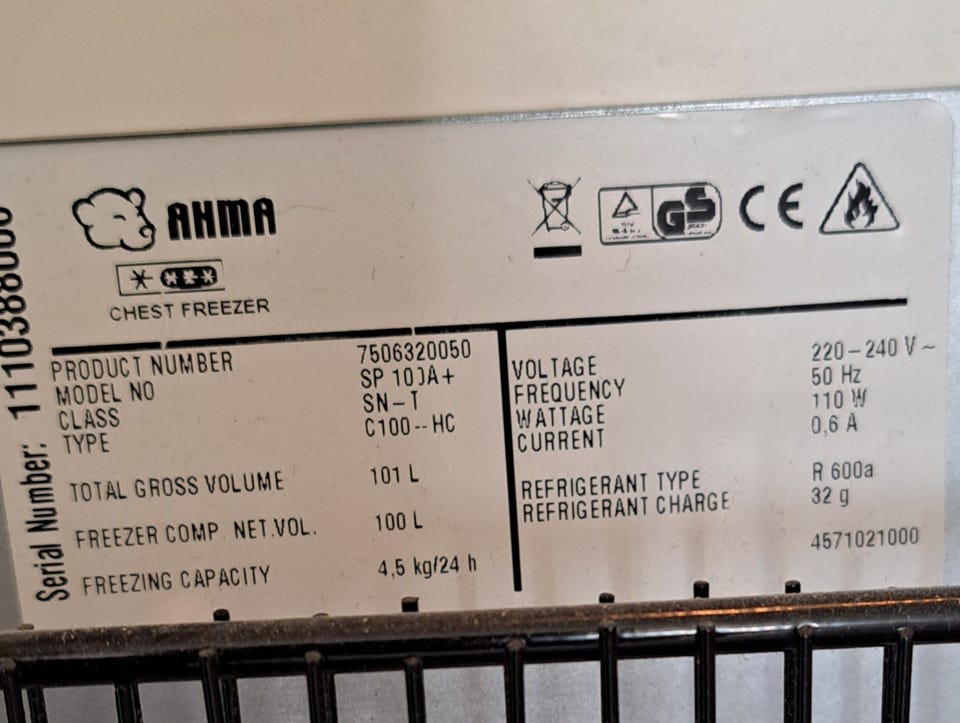 AHMA
CHEST FREEZER
GS
CE
PRODUCT NUMBER 7506320050
MODEL NO SP 100A+
CLASS SN-T
TYPE C100--HC
TOTAL GROSS VOLUME 101 L
FREEZER COMP. NET.VOL. 100 L
FREEZING CAPACITY 4,5 kg/24 h
VOLTAGE 220-240 V ~
FREQUENCY 50 Hz
WATTAGE 110 W
CURRENT 0,6 A
REFRIGERANT TYPE R 600a
REFRIGERANT CHARGE 32 g
4571021000
Serial Number: